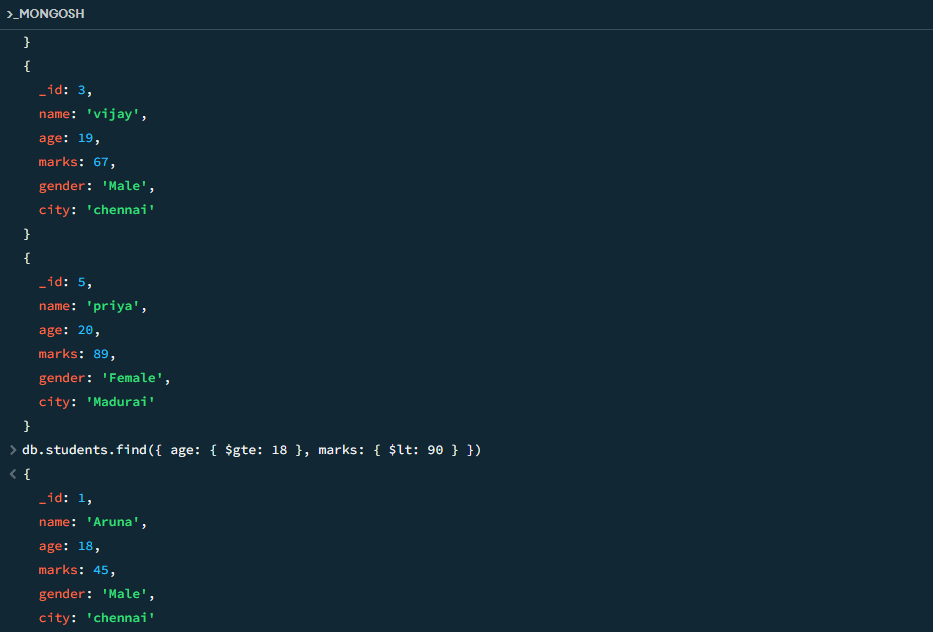 >_MONGOSH
}
{
_id: 3,
name: 'vijay',
age: 19,
marks: 67,
gender: 'Male',
city: 'chennai'
}
{
_id: 5,
name: 'priya',
age: 20,
marks: 89,
gender: 'Female',
city: 'Madurai'
}
> db.students.find({ age: { $gte: 18 }, marks: { $lt: 90 } })
< {
_id: 1,
name: 'Aruna',
age: 18,
marks: 45,
gender: 'Male',
city: 'chennai'